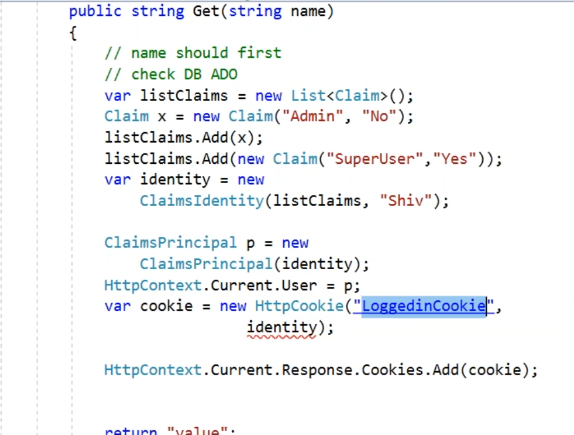 public string Get(string name)
{
// name should first
// check DB ADO
var listClaims = new List<Claim>();
Claim x = new Claim("Admin", "No");
listClaims.Add(x);
listClaims.Add(new Claim("SuperUser","Yes"));
var identity = new
ClaimsIdentity(listClaims, "Shiv");
ClaimsPrincipal p = new
ClaimsPrincipal(identity);
HttpContext.Current.User = p;
var cookie = new HttpCookie("LoggedinCookie",
identity);
HttpContext.Current.Response.Cookies.Add(cookie);
return "value";